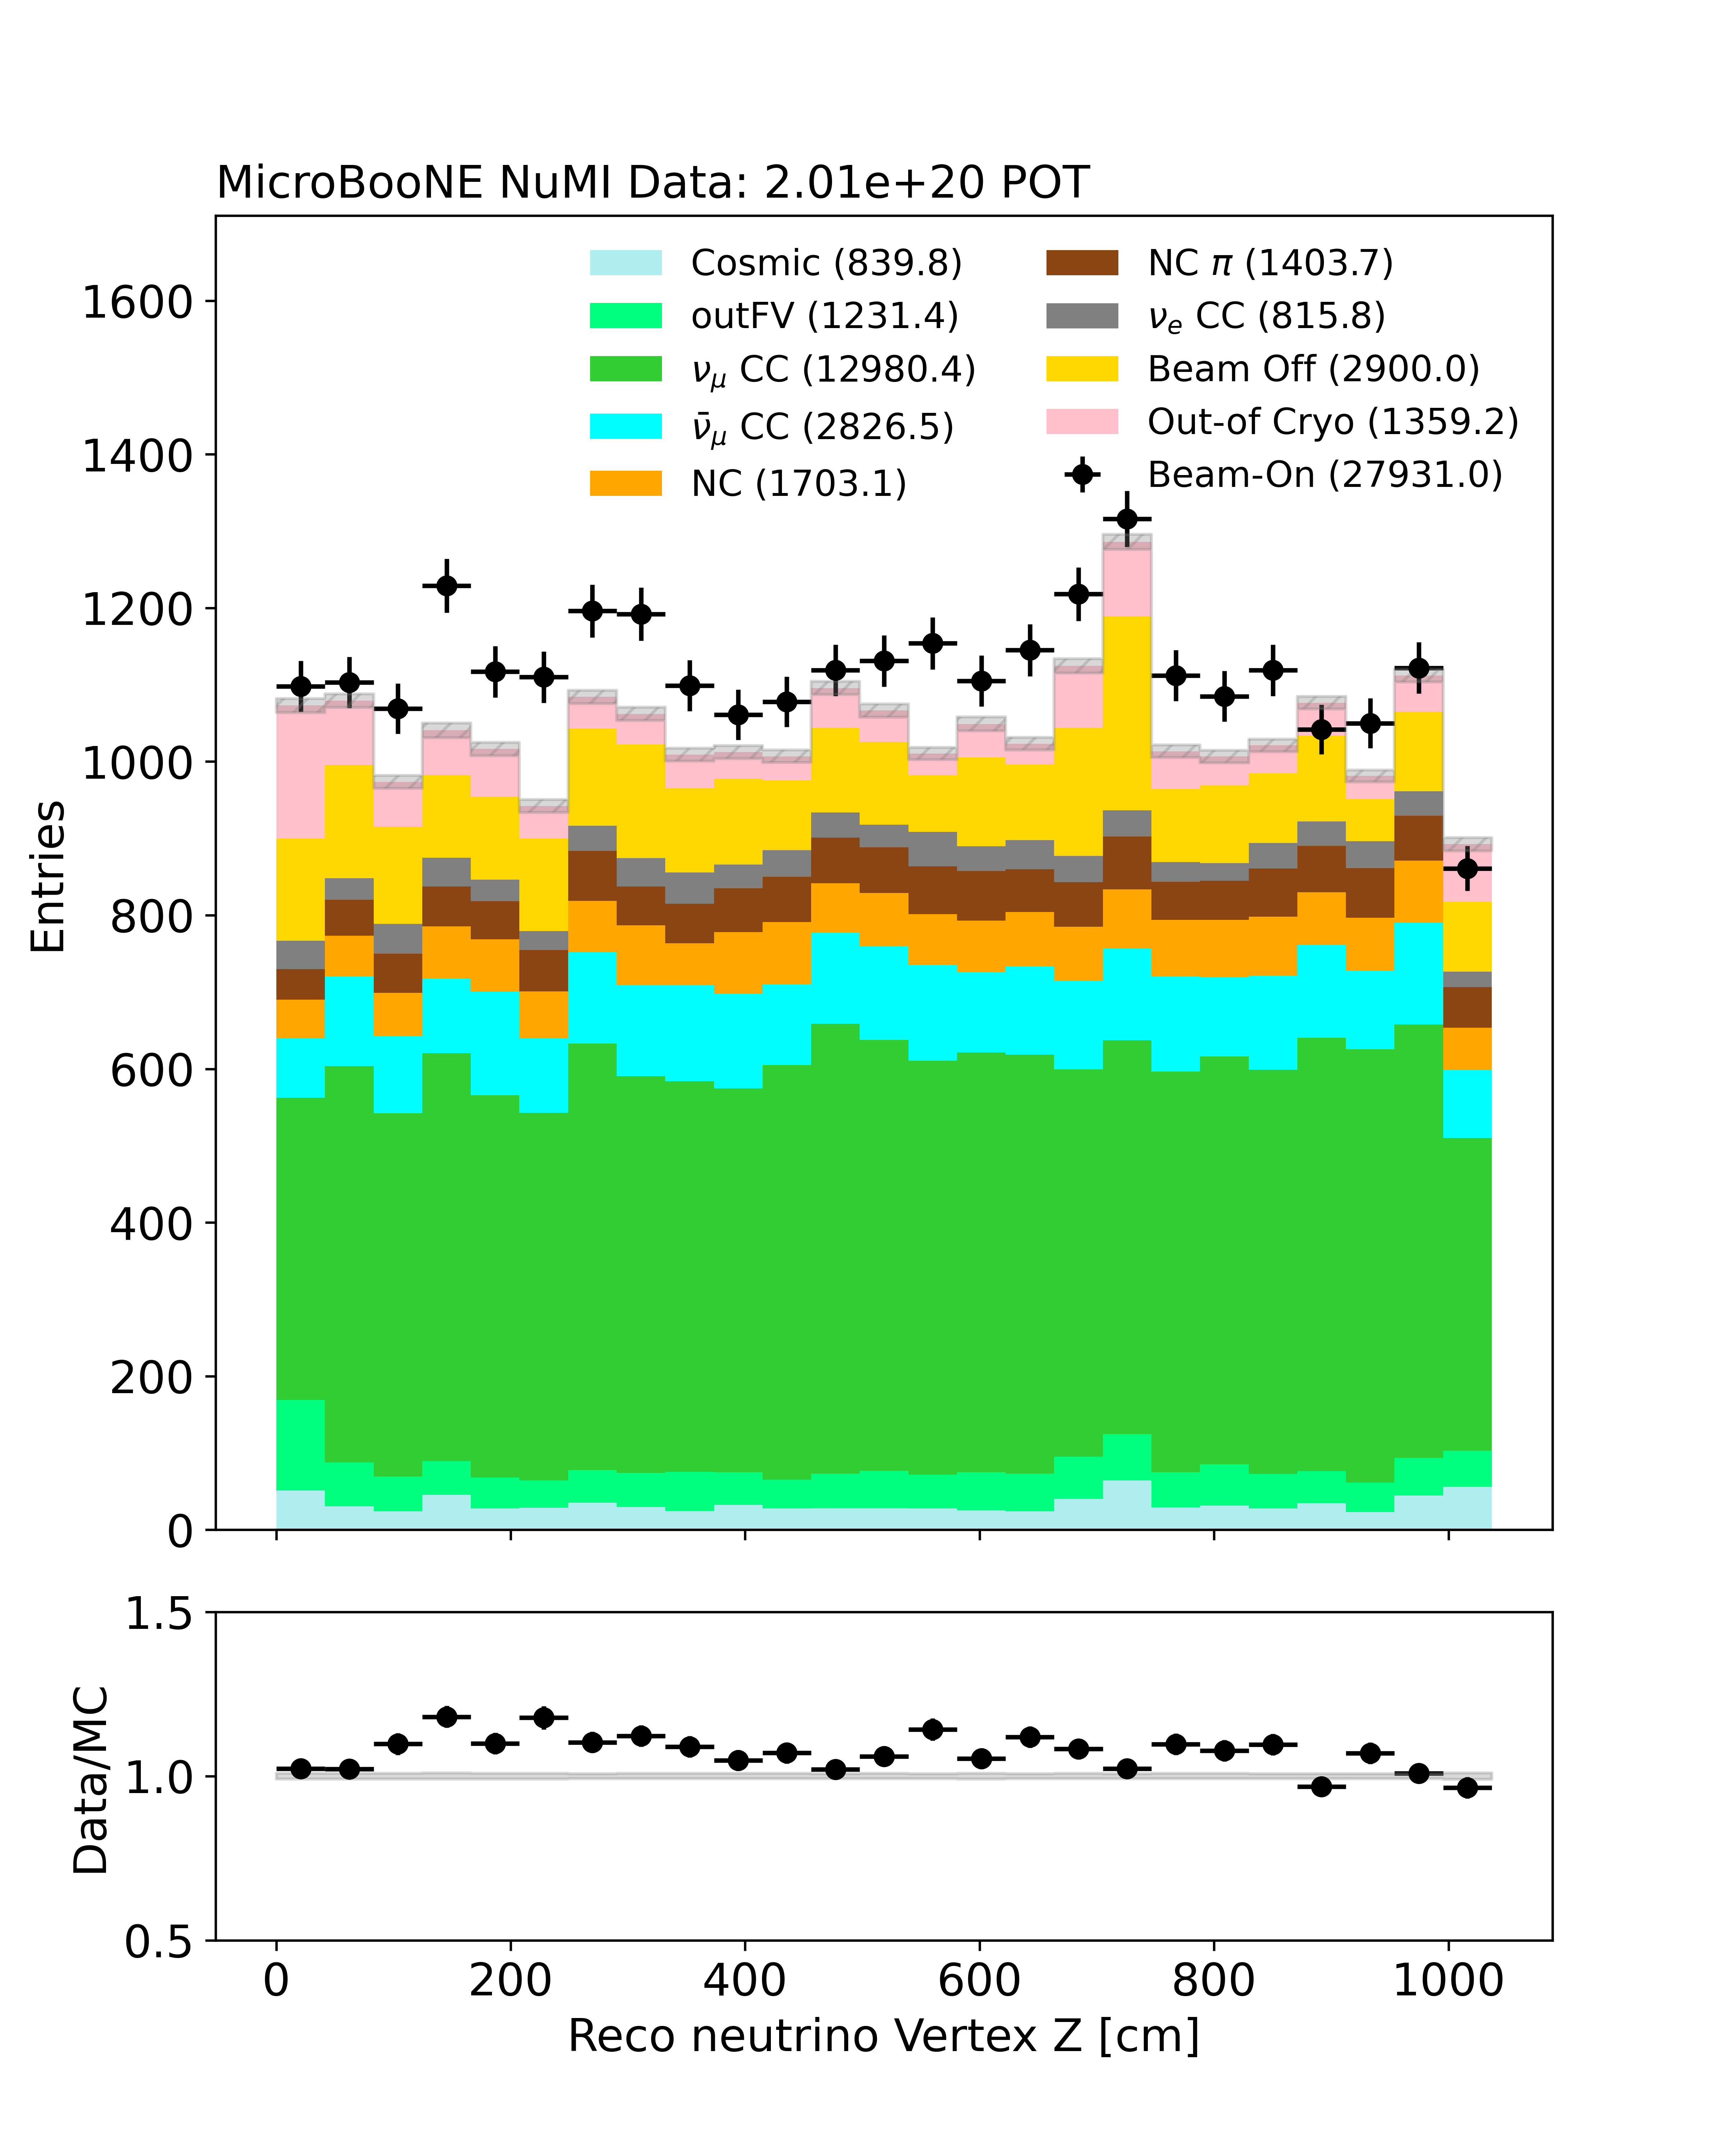 MicroBooNE NuMI Data: 2.01e+20 POT
Cosmic (839.8)
outFV (1231.4)
ν_μ CC (12980.4)
ν̄_μ CC (2826.5)
NC (1703.1)
NC π (1403.7)
ν_e CC (815.8)
Beam Off (2900.0)
Out-of Cryo (1359.2)
Beam-On (27931.0)
Entries
1600
1400
1200
1000
800
600
400
200
0
Data/MC
1.5
1.0
0.5
0 200 400 600 800 1000
Reco neutrino Vertex Z [cm]